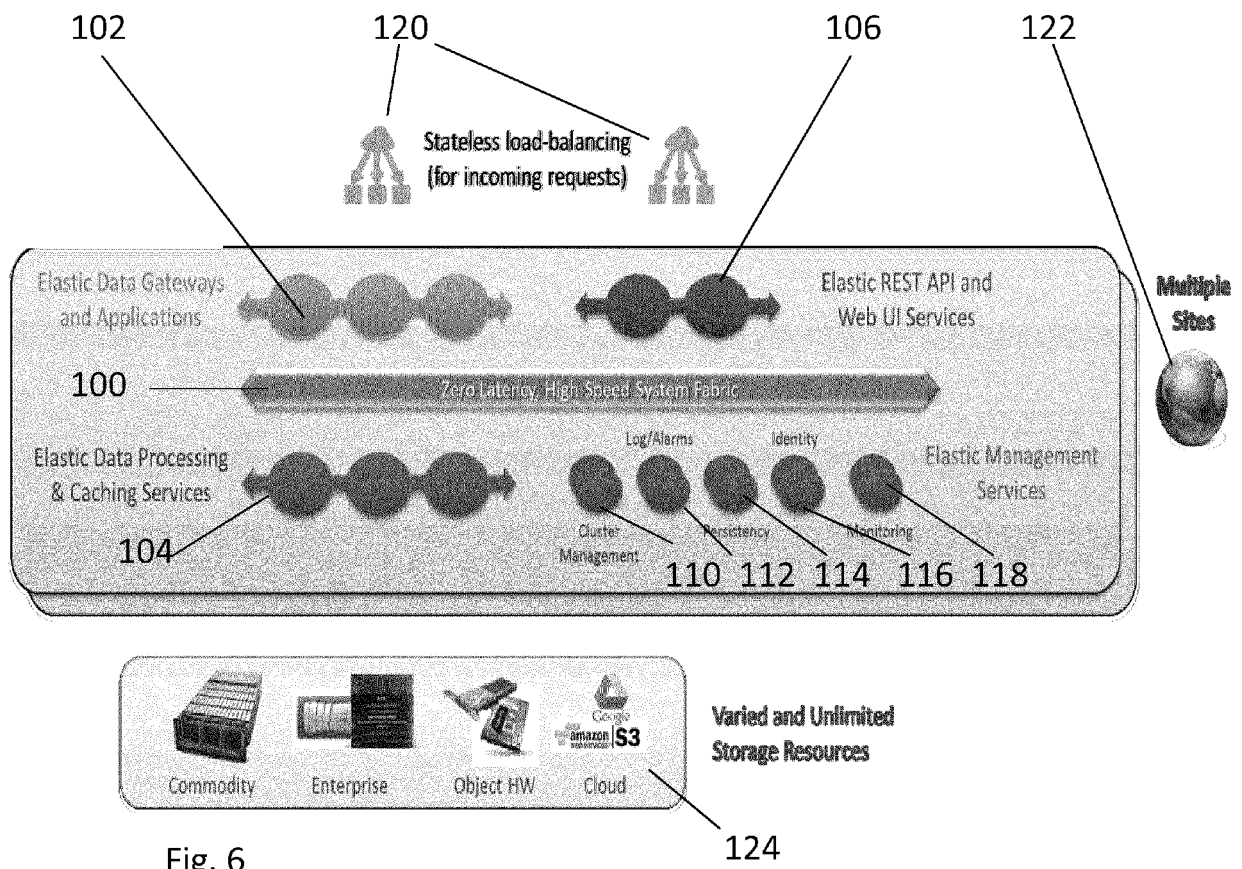 102
120
106
122
Stateless load-balancing
(for incoming requests)
Elastic Data Gateways
and Applications
Elastic REST API and
Web UI Services
Multiple
Sites
100
Zero Latency, High Speed System Fabric
Elastic Data Processing
& Caching Services
Log/Alarms
Identity
Elastic Management
Services
Cluster
Management
Persistency
Monitoring
104
110
112
114
116
118
Google
amazon
S3
Commodity
Enterprise
Object HW
Cloud
Varied and Unlimited
Storage Resources
124
Fig. 6